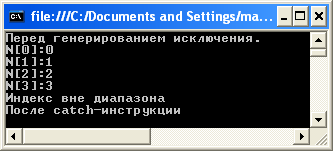 file:///C:/Documents and Settings/ma...
Перед генерированием исключения.
N[0]:0
N[1]:1
N[2]:2
N[3]:3
Индекс вне диапазона
После catch-инструкции